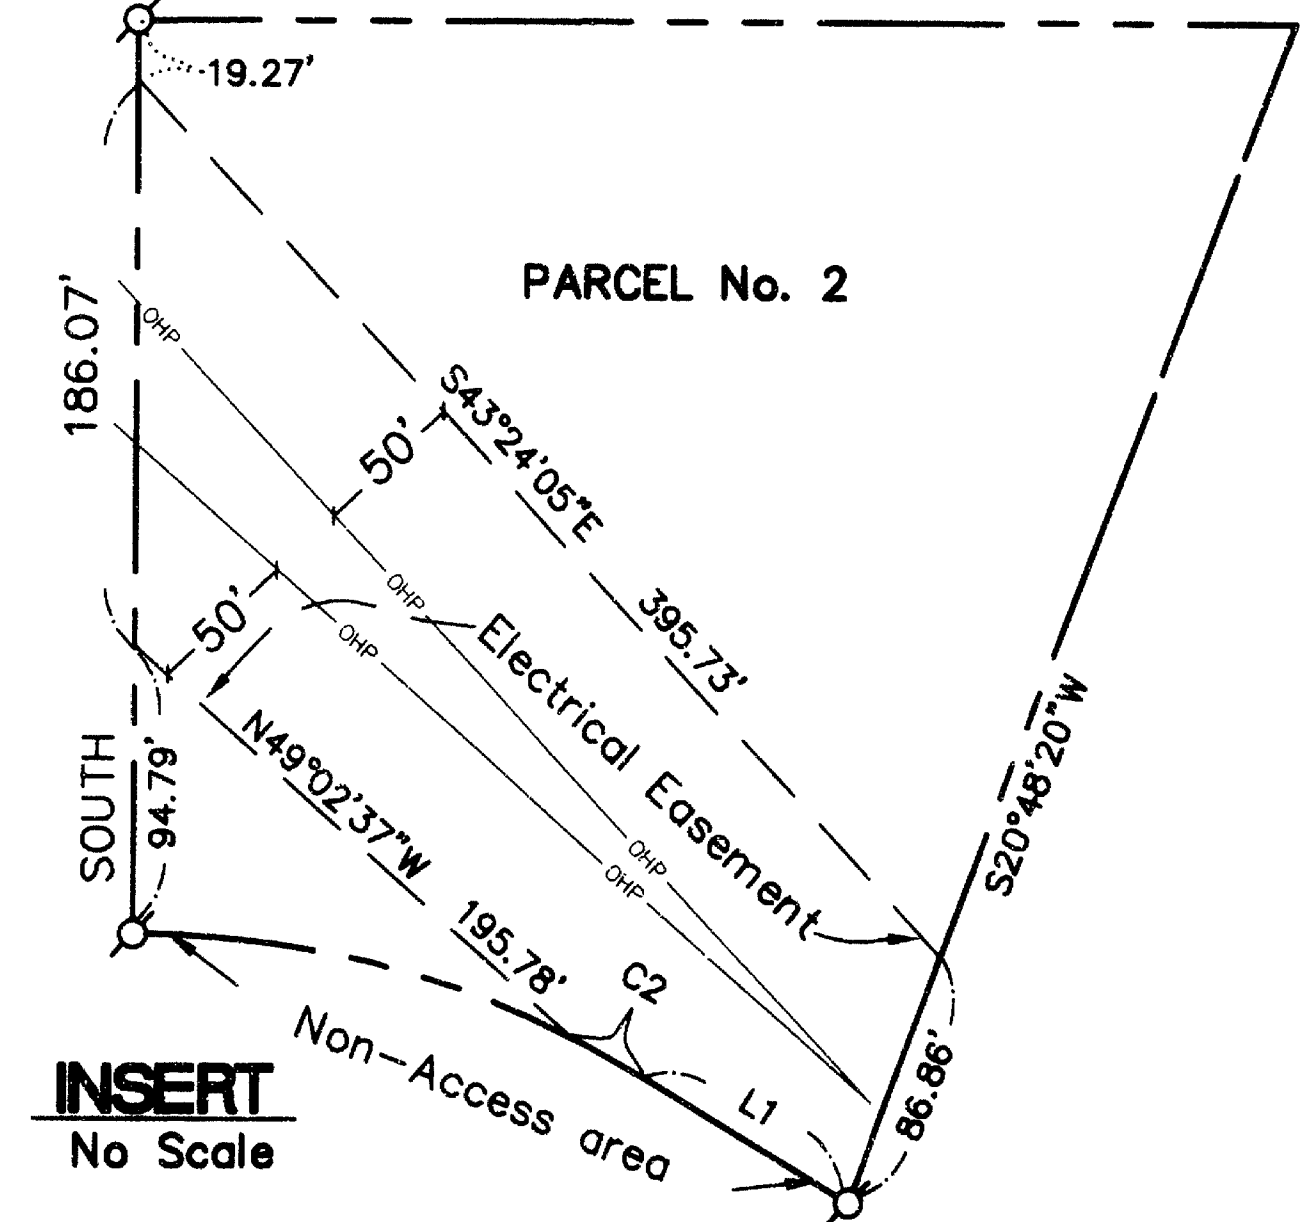 19.27'
PARCEL No. 2
186.07'
OHP
S43°24'05"E
395.73'
50'
OHP
OHP
50'
Electrical Easement
N49°02'37"W
195.78'
SOUTH
94.79'
S20°48'20"W
OHP
OHP
C2
Non-Access area
L1
86.86'
INSERT
No Scale